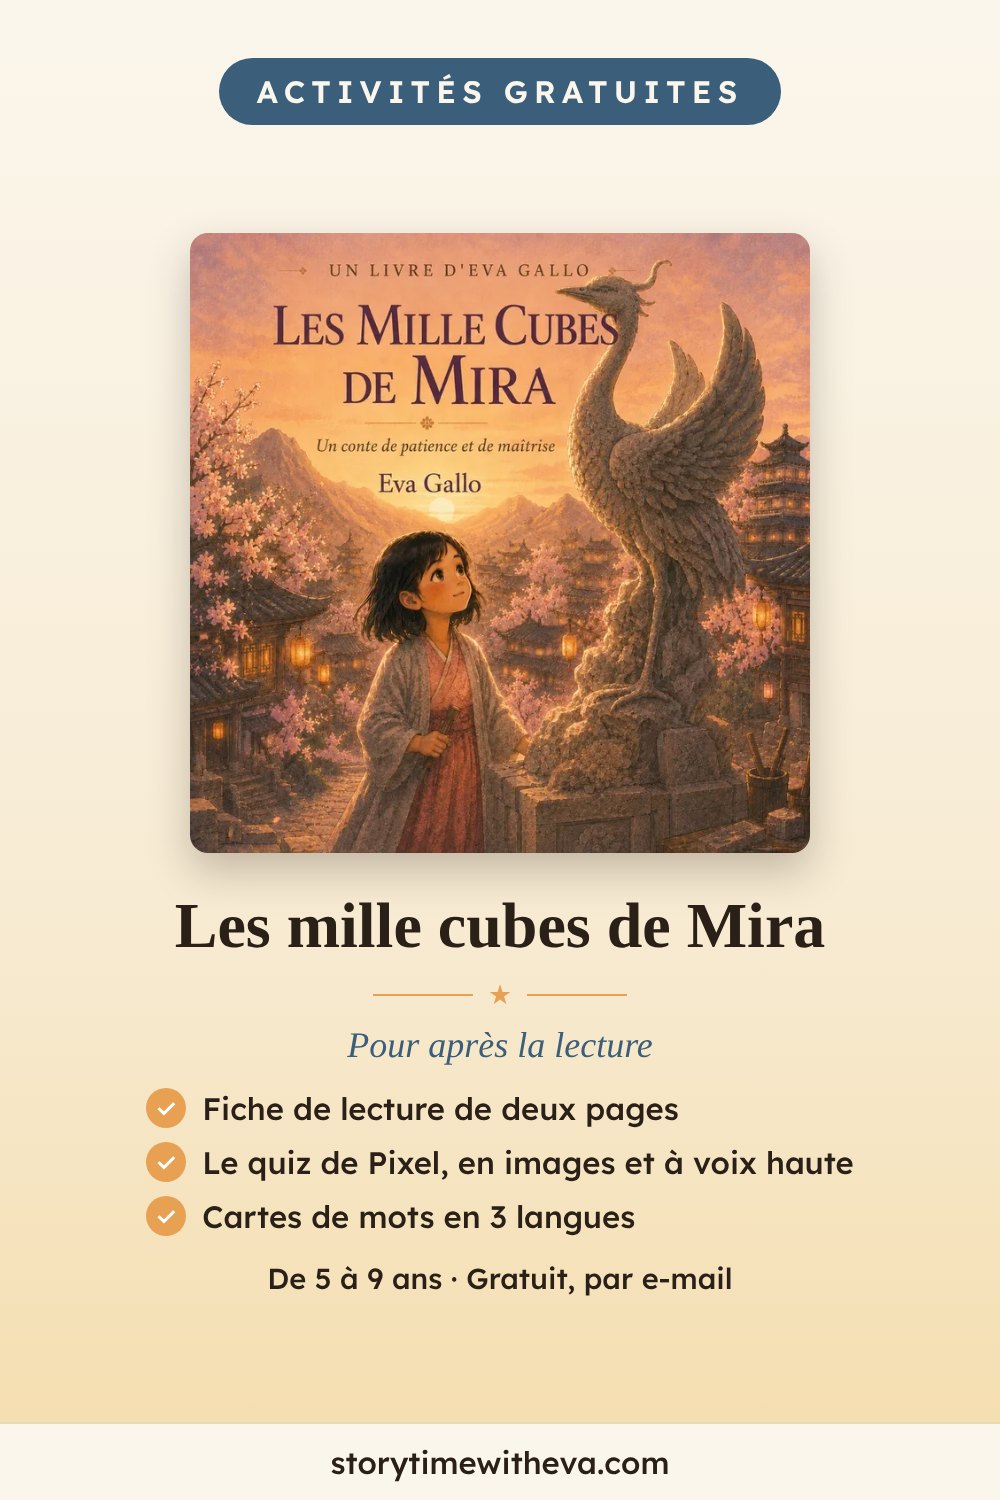 ACTIVITÉS GRATUITES
UN LIVRE D'EVA GALLO
LES MILLE CUBES
DE MIRA
Un conte de patience et de maîtrise
Eva Gallo
Les mille cubes de Mira
Pour après la lecture
Fiche de lecture de deux pages
Le quiz de Pixel, en images et à voix haute
Cartes de mots en 3 langues
De 5 à 9 ans · Gratuit, par e-mail
storytimewitheva.com